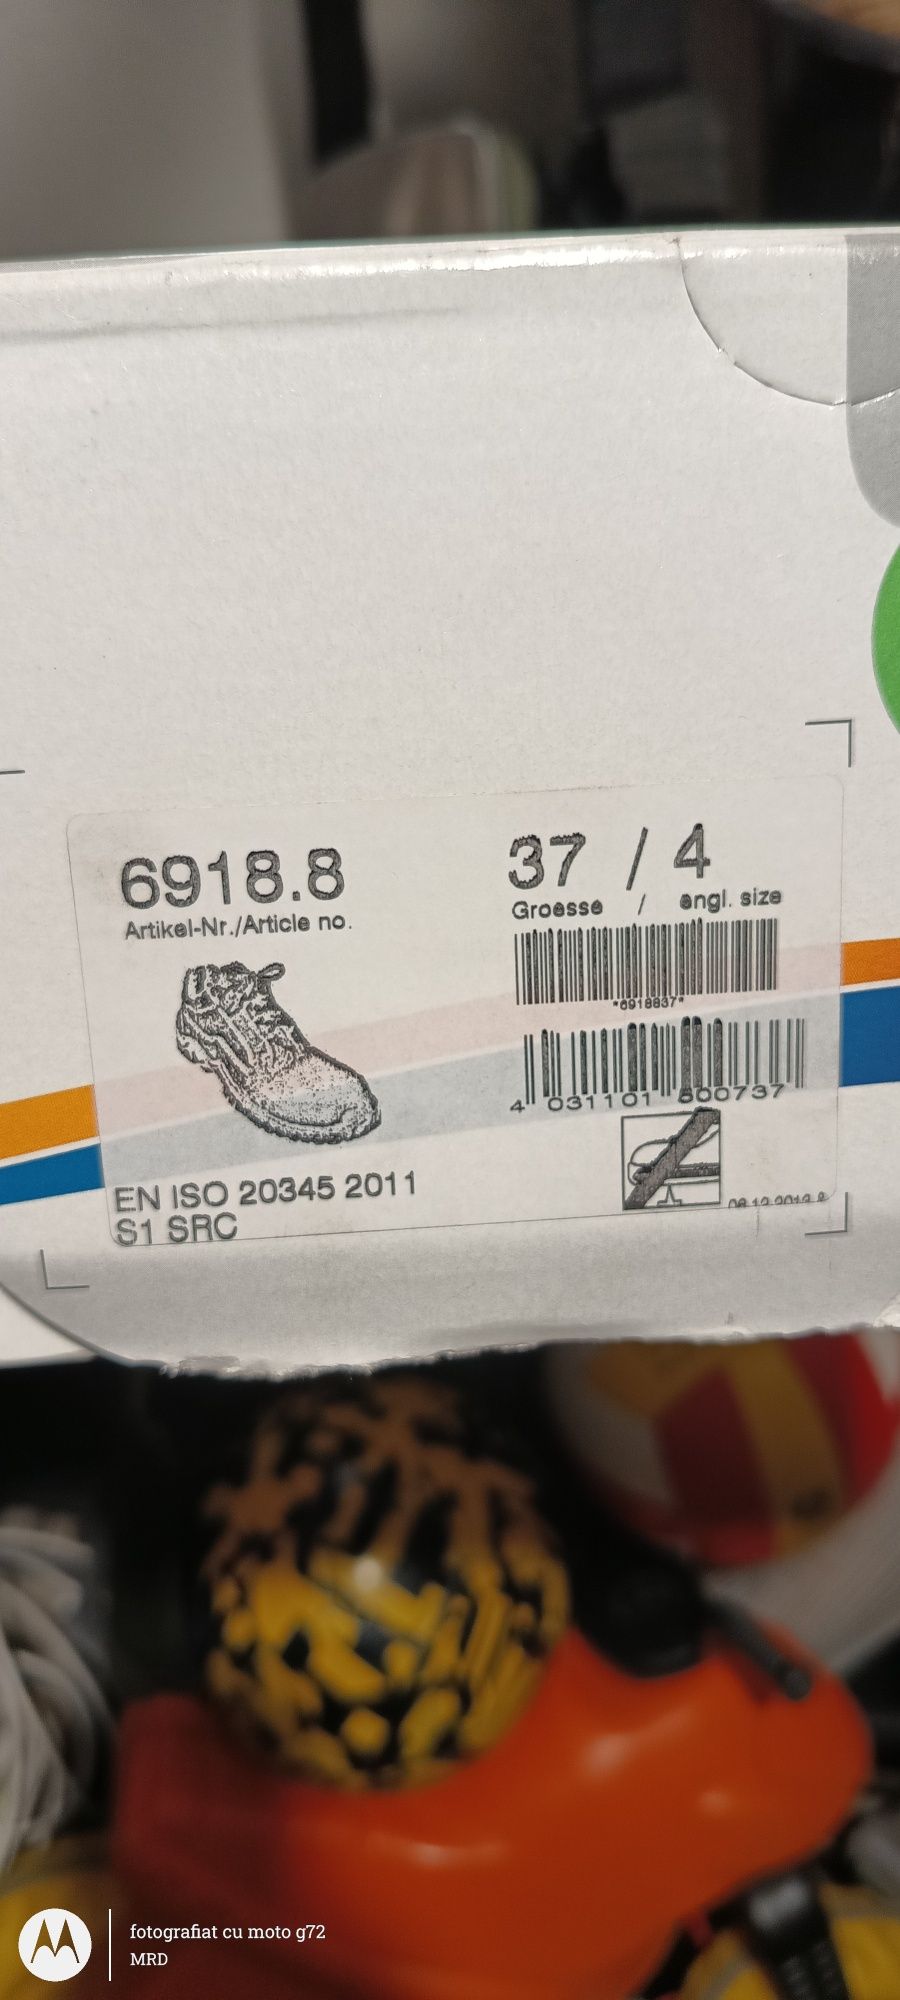 6918.8
Artikel-Nr./Article no.
37 / 4
Groesse / engl. size
*6918837*
4 031101 600737
EN ISO 20345 2011
S1 SRC
fotografiat cu moto g72
MRD